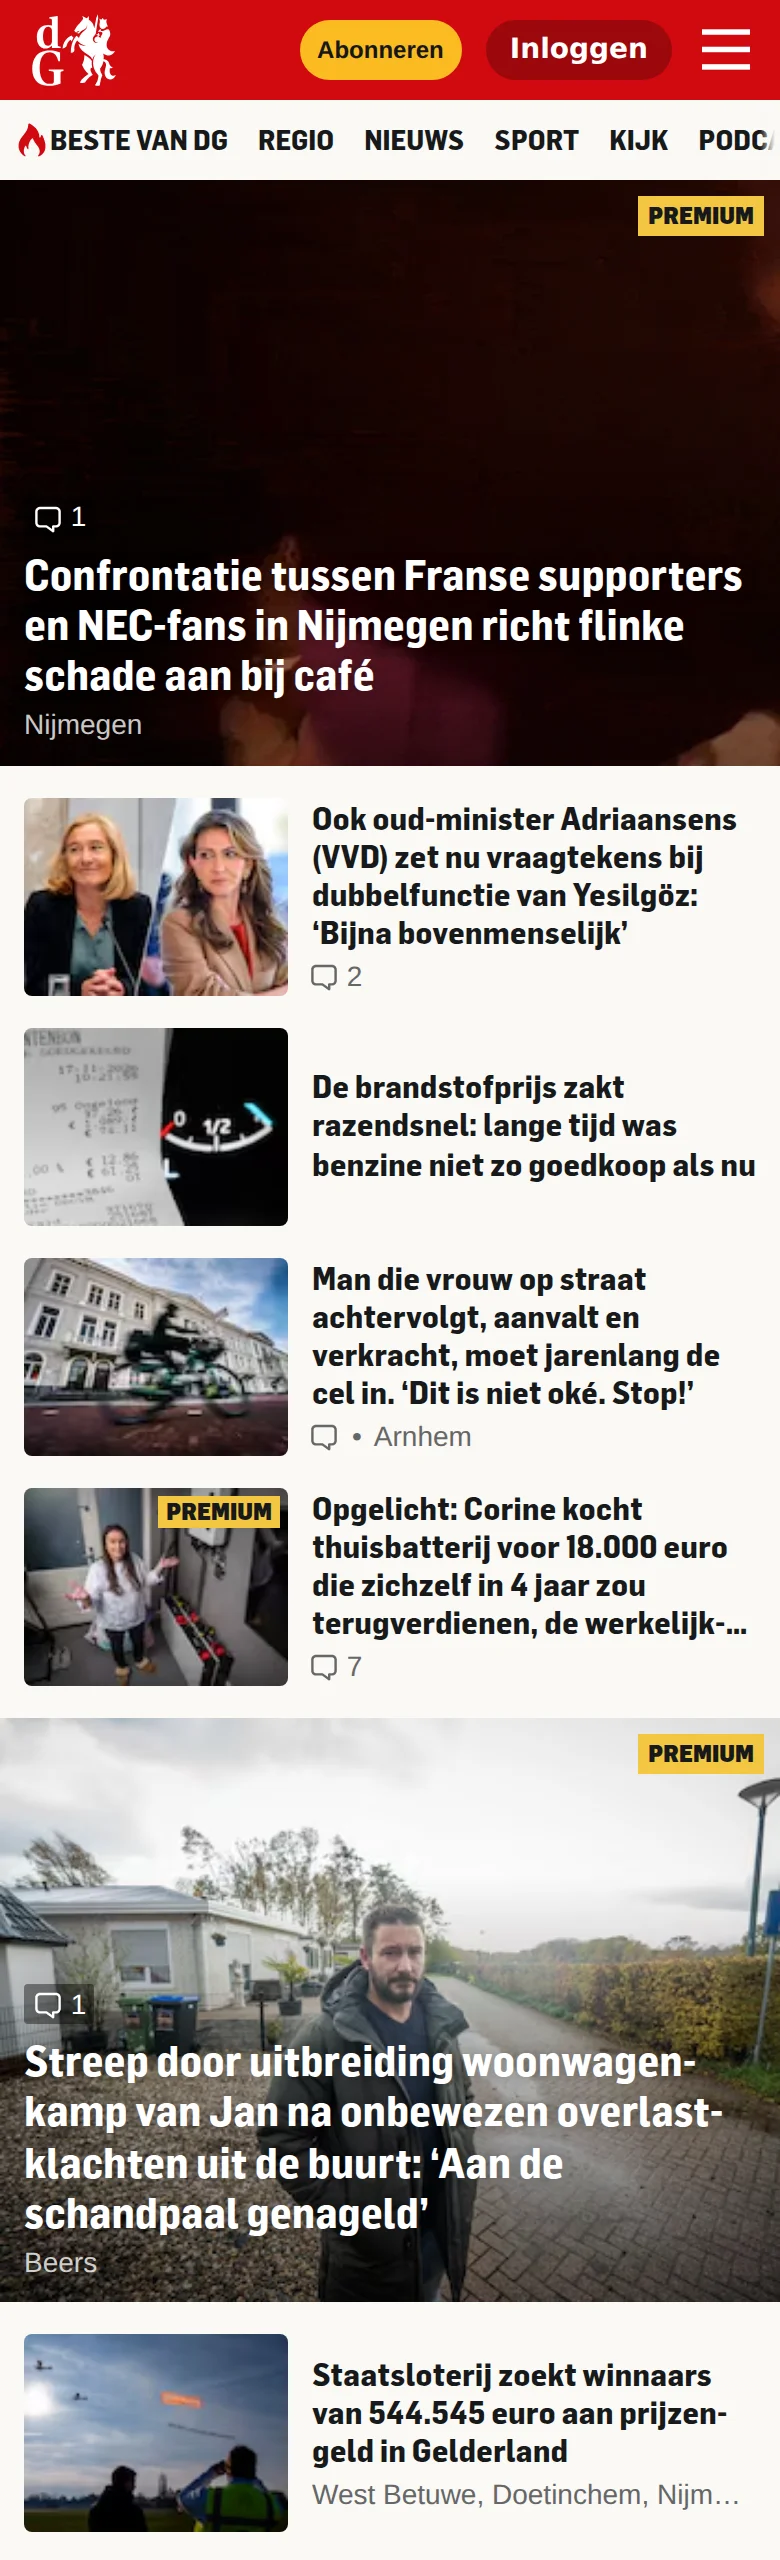 dG
Abonneren
Inloggen
BESTE VAN DG REGIO NIEUWS SPORT KIJK PODCA
PREMIUM
1
Confrontatie tussen Franse supporters
en NEC-fans in Nijmegen richt flinke
schade aan bij café
Nijmegen
Ook oud-minister Adriaansens
(VVD) zet nu vraagtekens bij
dubbelfunctie van Yesilgöz:
‘Bijna bovenmenselijk’
2
0 1/2
De brandstofprijs zakt
razendsnel: lange tijd was
benzine niet zo goedkoop als nu
Man die vrouw op straat
achtervolgt, aanvalt en
verkracht, moet jarenlang de
cel in. ‘Dit is niet oké. Stop!’
• Arnhem
PREMIUM
Opgelicht: Corine kocht
thuisbatterij voor 18.000 euro
die zichzelf in 4 jaar zou
terugverdienen, de werkelijk-...
7
PREMIUM
1
Streep door uitbreiding woonwagen-
kamp van Jan na onbewezen overlast-
klachten uit de buurt: ‘Aan de
schandpaal genageld’
Beers
Staatsloterij zoekt winnaars
van 544.545 euro aan prijzen-
geld in Gelderland
West Betuwe, Doetinchem, Nijm...